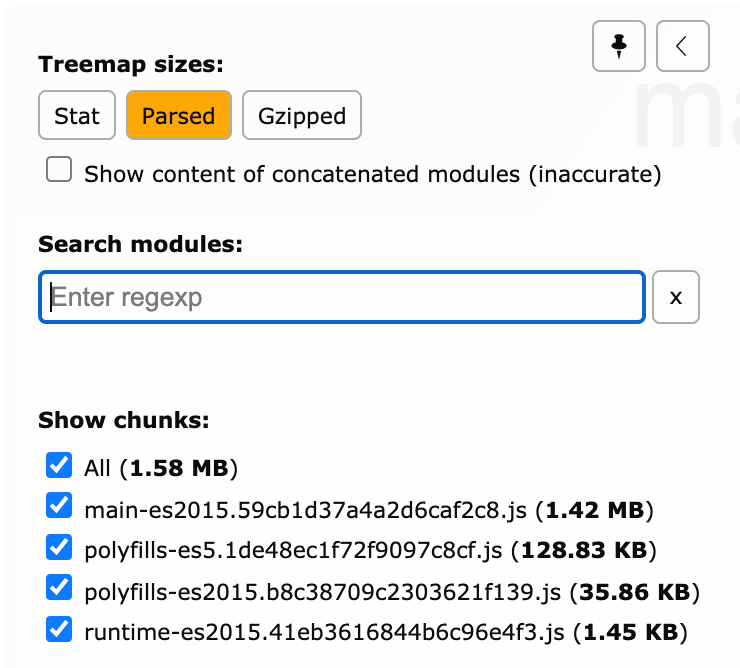 Treemap sizes:
Stat Parsed Gzipped
Show content of concatenated modules (inaccurate)
Search modules:
Enter regexp x
Show chunks:
All (1.58 MB)
main-es2015.59cb1d37a4a2d6caf2c8.js (1.42 MB)
polyfills-es5.1de48ec1f72f9097c8cf.js (128.83 KB)
polyfills-es2015.b8c38709c2303621f139.js (35.86 KB)
runtime-es2015.41eb3616844b6c96e4f3.js (1.45 KB)